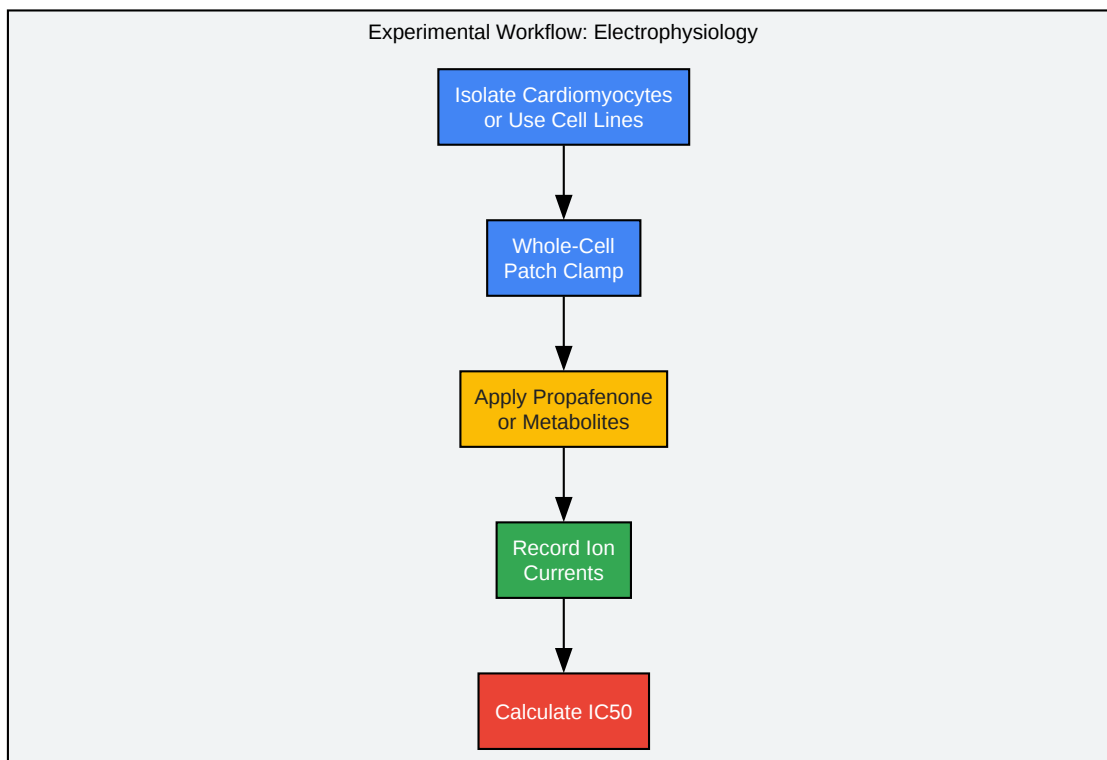 Experimental Workflow: Electrophysiology
Isolate Cardiomyocytes
or Use Cell Lines
Whole-Cell
Patch Clamp
Apply Propafenone
or Metabolites
Record Ion
Currents
Calculate IC50